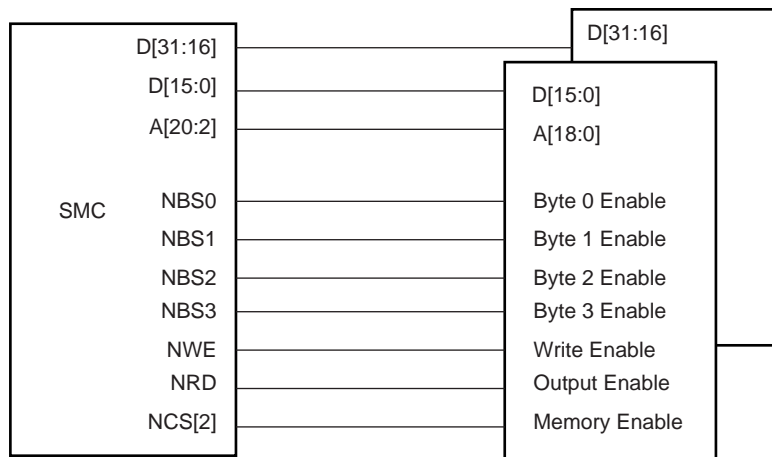 D[31:16] D[31:16]
D[15:0] D[15:0]
A[20:2] A[18:0]
SMC NBS0 Byte 0 Enable
NBS1 Byte 1 Enable
NBS2 Byte 2 Enable
NBS3 Byte 3 Enable
NWE Write Enable
NRD Output Enable
NCS[2] Memory Enable